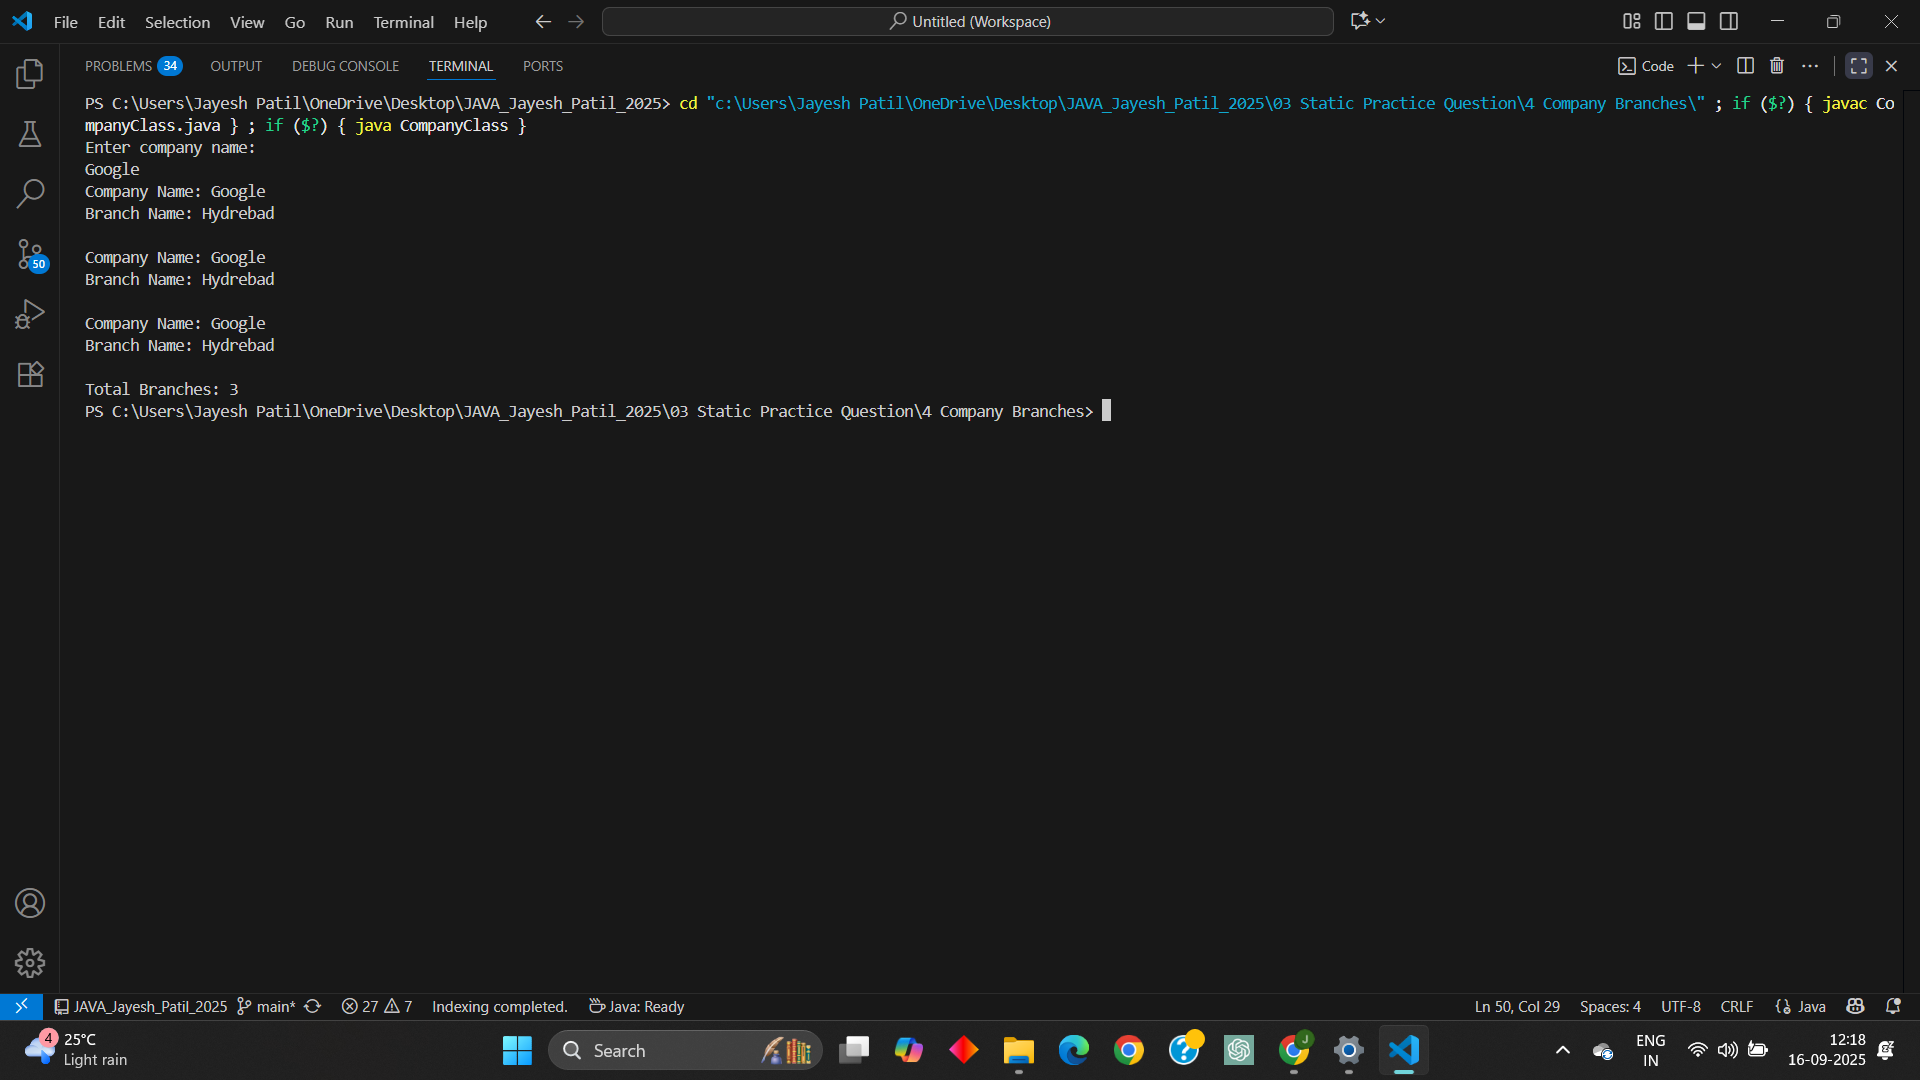 File Edit Selection View Go Run Terminal Help Untitled (Workspace)
PROBLEMS 34 OUTPUT DEBUG CONSOLE TERMINAL PORTS Code
PS C:\Users\Jayesh Patil\OneDrive\Desktop\JAVA_Jayesh_Patil_2025> cd "c:\Users\Jayesh Patil\OneDrive\Desktop\JAVA_Jayesh_Patil_2025\03 Static Practice Question\4 Company Branches\" ; if ($?) { javac Co
mpanyClass.java } ; if ($?) { java CompanyClass }
Enter company name:
Google
Company Name: Google
Branch Name: Hydrebad
Company Name: Google
Branch Name: Hydrebad
Company Name: Google
Branch Name: Hydrebad
Total Branches: 3
PS C:\Users\Jayesh Patil\OneDrive\Desktop\JAVA_Jayesh_Patil_2025\03 Static Practice Question\4 Company Branches>
50
JAVA_Jayesh_Patil_2025 main* 27 7 Indexing completed. Java: Ready Ln 50, Col 29 Spaces: 4 UTF-8 CRLF Java
4 25°C
Light rain
Search
J
ENG
IN
12:18
16-09-2025